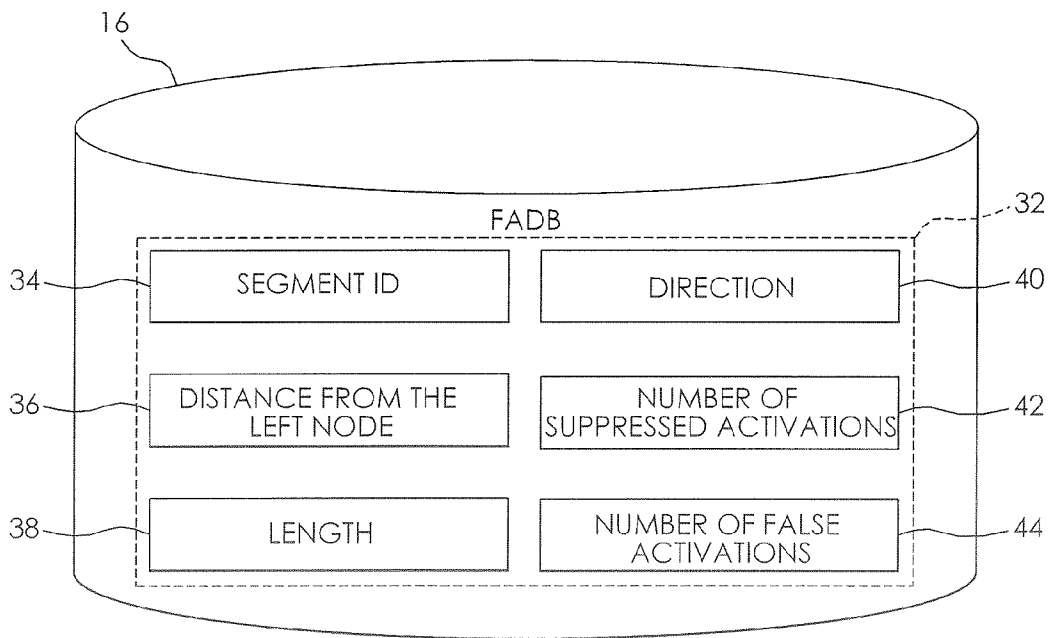 16
FADB
32
34
SEGMENT ID
DIRECTION
40
36
DISTANCE FROM THE
LEFT NODE
NUMBER OF
SUPPRESSED ACTIVATIONS
42
38
LENGTH
NUMBER OF FALSE
ACTIVATIONS
44